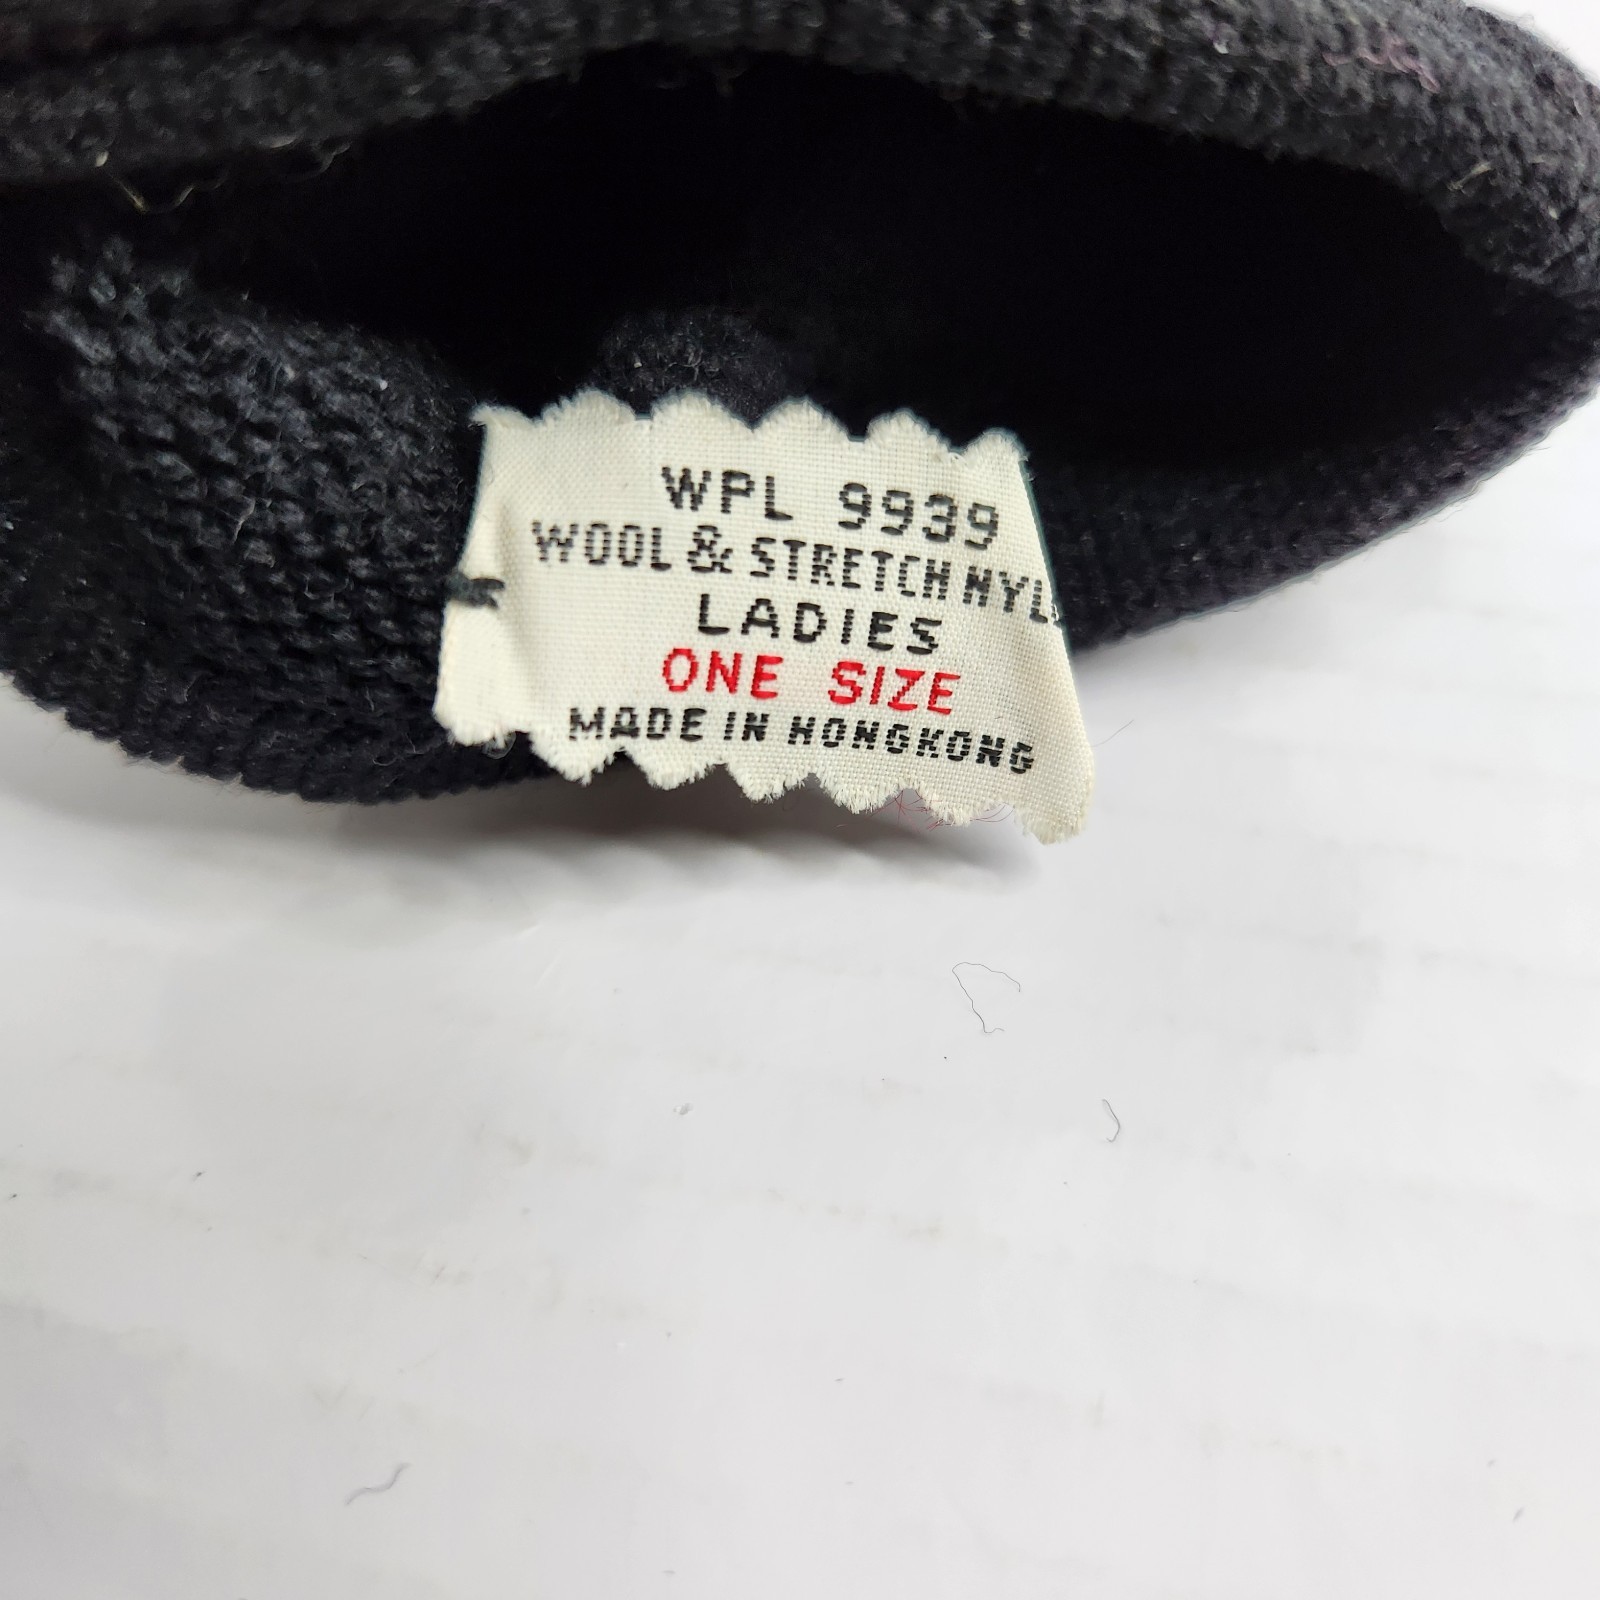 WPL 9939
WOOL & STRETCH NYL
LADIES
ONE SIZE
MADE IN HONGKONG